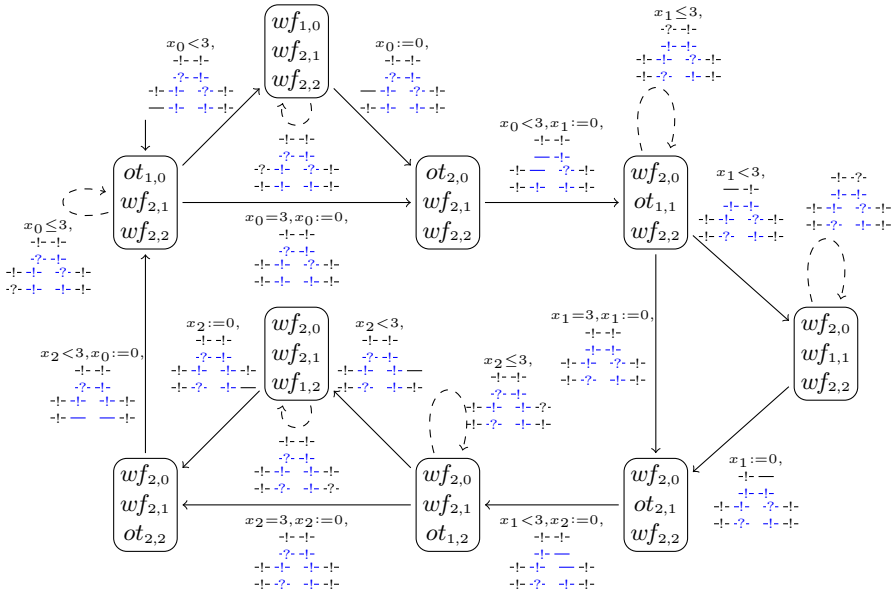 x0<3,
-!- -!-
-?- -!-
-!- -!- -?- -!-
— -!- -!- -!-
wf1,0
wf2,1
wf2,2
x0:=0,
-!- -!-
-?- -!-
— -!- -?- -!-
-!- -!- -!- -!-
x1≤3,
-?- -!-
-!- -!-
-!- -!- -?- -!-
-!- -?- -!- -!-
-!- -!-
-?- -!-
-?- -!- -?- -!-
-!- -!- -!- -!-
x0<3,x1:=0,
-!- -!-
— -!-
-!- — -?- -!-
-!- -!- -!- -!-
ot1,0
wf2,1
wf2,2
ot2,0
wf2,1
wf2,2
wf2,0
ot1,1
wf2,2
x1<3,
— -!-
-!- -!-
-!- -!- -?- -!-
-!- -?- -!- -!-
-!- -?-
-!- -!-
-!- -!- -?- -!-
-!- -?- -!- -!-
x0≤3,
-!- -!-
-?- -!-
-!- -!- -?- -!-
-?- -!- -!- -!-
x0=3,x0:=0,
-!- -!-
-?- -!-
-!- -!- -?- -!-
-!- -!- -!- -!-
x2<3,x0:=0,
-!- -!-
-?- -!-
-!- -!- -!- -!-
-!- — — -!-
x2:=0,
-!- -!-
-?- -!-
-!- -!- -!- -!-
-!- -?- -!- —
wf2,0
wf2,1
wf1,2
x2<3,
-!- -!-
-?- -!-
-!- -!- -!- —
-!- -?- -!- -!-
x2≤3,
-!- -!-
-?- -!-
-!- -!- -!- -?-
-!- -?- -!- -!-
x1=3,x1:=0,
-!- -!-
-!- -!-
-!- -!- -?- -!-
-!- -?- -!- -!-
wf2,0
wf1,1
wf2,2
-!- -!-
-?- -!-
-!- -!- -!- -!-
-!- -?- -!- -?-
wf2,0
wf2,1
ot2,2
wf2,0
wf2,1
ot1,2
wf2,0
ot2,1
wf2,2
x1:=0,
-!- —
-!- -!-
-!- -!- -?- -!-
-!- -?- -!- -!-
x2=3,x2:=0,
-!- -!-
-?- -!-
-!- -!- -!- -!-
-!- -?- -!- -!-
x1<3,x2:=0,
-!- -!-
-!- —
-!- -!- — -!-
-!- -?- -!- -!-